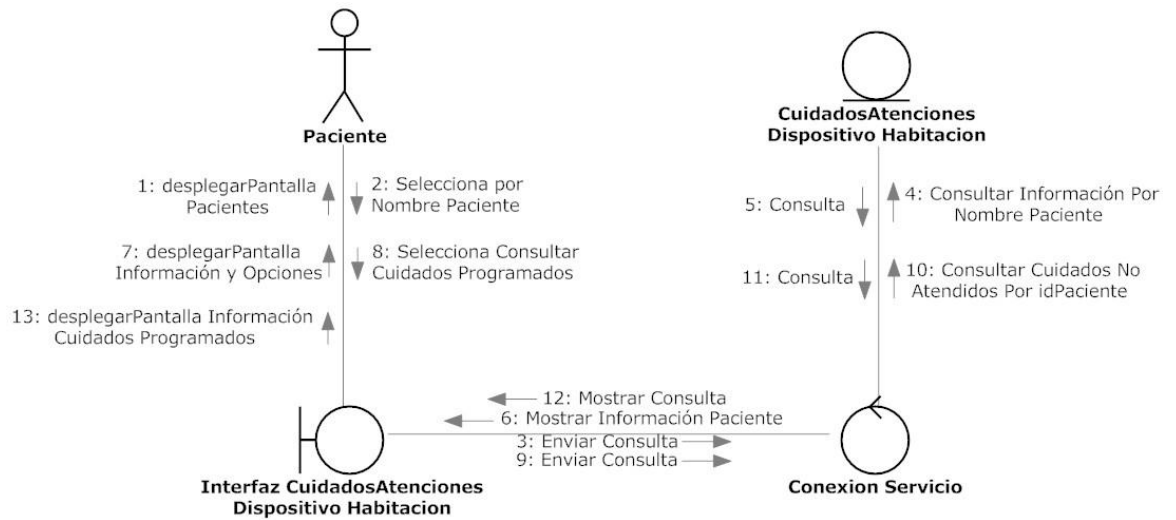 Paciente
CuidadosAtenciones
Dispositivo Habitacion
1: desplegarPantalla
Pacientes
2: Selecciona por
Nombre Paciente
5: Consulta
4: Consultar Información Por
Nombre Paciente
7: desplegarPantalla
Información y Opciones
8: Selecciona Consultar
Cuidados Programados
11: Consulta
10: Consultar Cuidados No
Atendidos Por idPaciente
13: desplegarPantalla Información
Cuidados Programados
12: Mostrar Consulta
6: Mostrar Información Paciente
3: Enviar Consulta
9: Enviar Consulta
Interfaz CuidadosAtenciones
Dispositivo Habitacion
Conexion Servicio